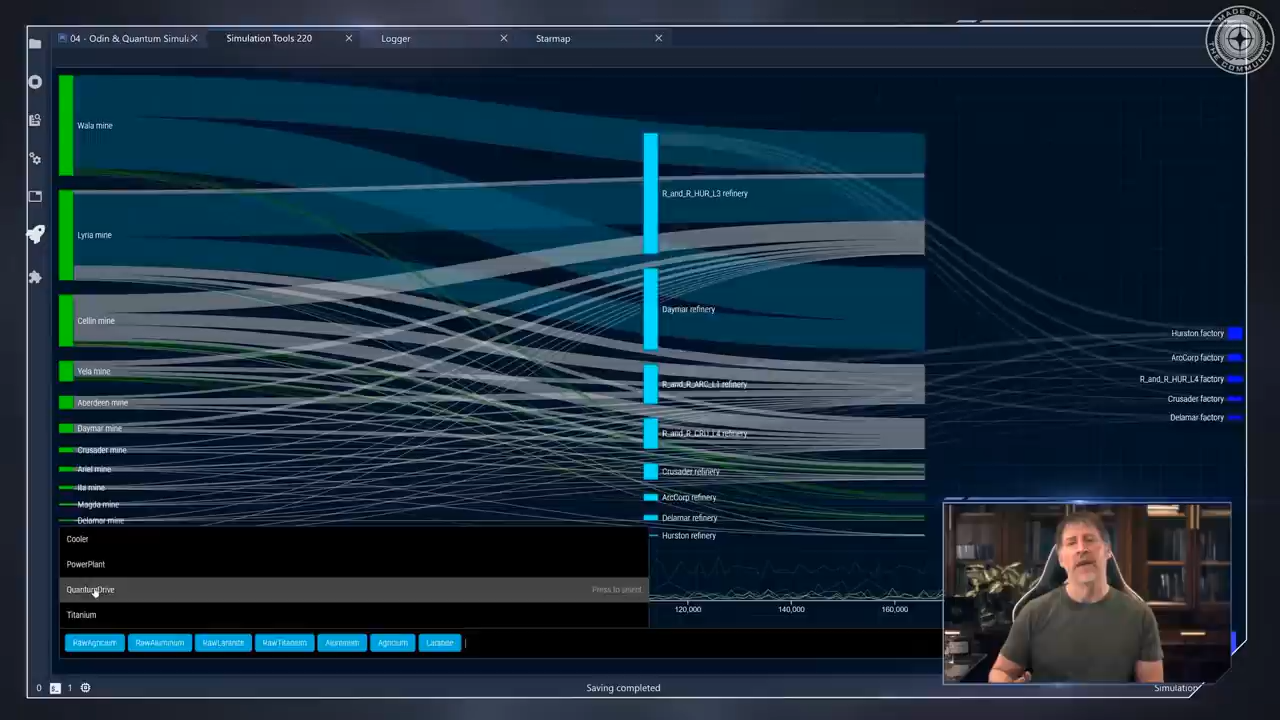 MADE BY
THE COMMUNITY
04 - Odin & Quantum Simula
Simulation Tools 220
Logger
Starmap
Wala mine
Lyria mine
Cellin mine
Yela mine
Aberdeen mine
Daymar mine
Crusader mine
Ariel mine
Ita mine
Magda mine
Delamar mine
R_and_R_HUR_L3 refinery
Daymar refinery
R_and_R_ARC_L1 refinery
R_and_R_CRU_L4 refinery
Crusader refinery
ArcCorp refinery
Delamar refinery
Hurston refinery
Hurston factory
ArcCorp factory
R_and_R_HUR_L4 factory
Crusader factory
Delamar factory
Cooler
PowerPlant
QuantumDrive
Press to select
Titanium
120,000
140,000
160,000
RawAgricium
RawAluminum
RawLaranite
RawTitanium
Aluminum
Agricium
Laranite
0
1
Saving completed
Simulation